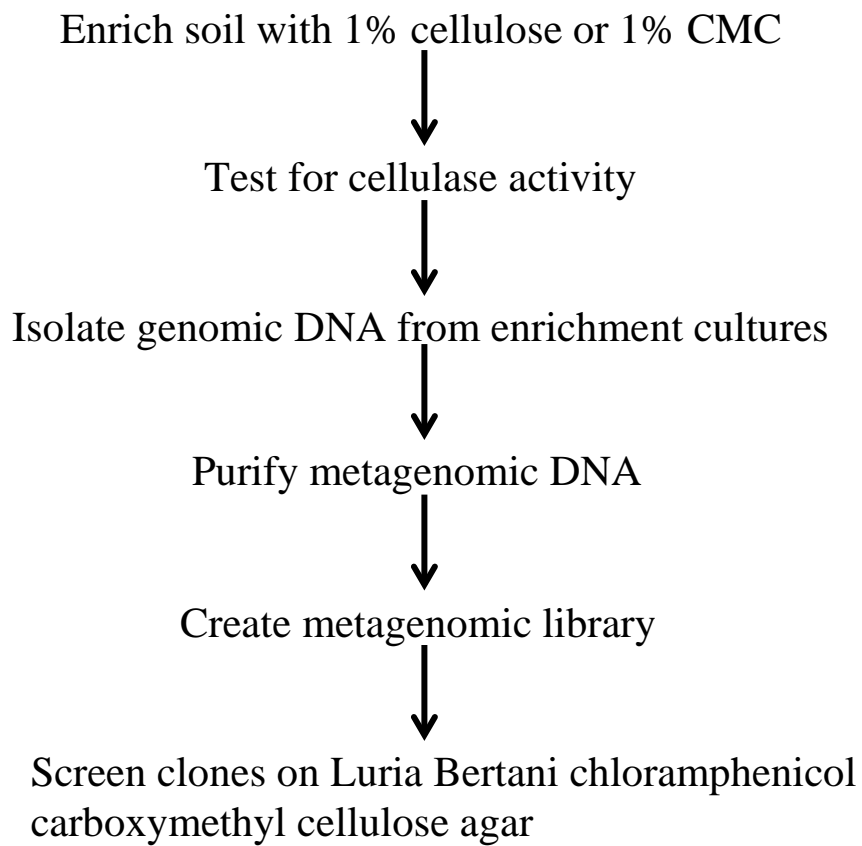 Enrich soil with 1% cellulose or 1% CMC
Test for cellulase activity
Isolate genomic DNA from enrichment cultures
Purify metagenomic DNA
Create metagenomic library
Screen clones on Luria Bertani chloramphenicol
carboxymethyl cellulose agar